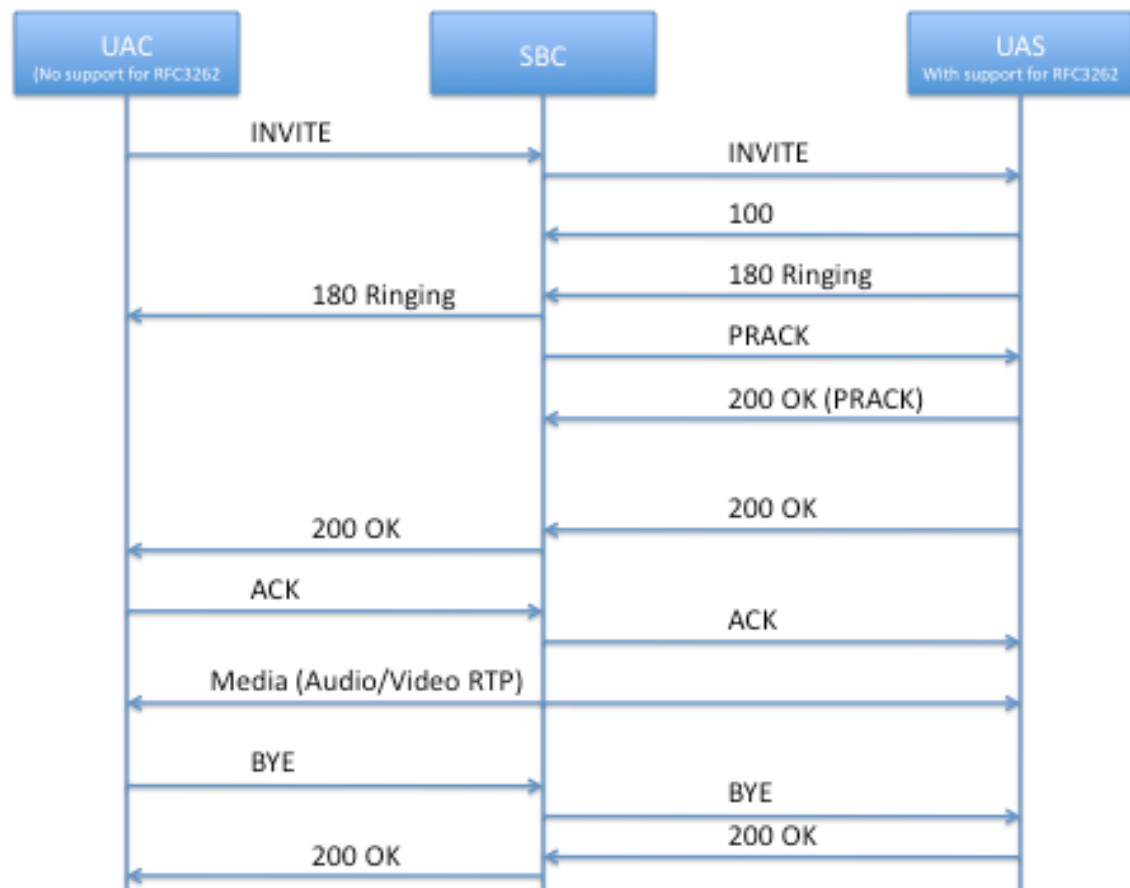 UAC
(No support for RFC3262
SBC
UAS
With support for RFC3262
INVITE
INVITE
100
180 Ringing
180 Ringing
PRACK
200 OK (PRACK)
200 OK
200 OK
ACK
ACK
Media (Audio/Video RTP)
BYE
BYE
200 OK
200 OK